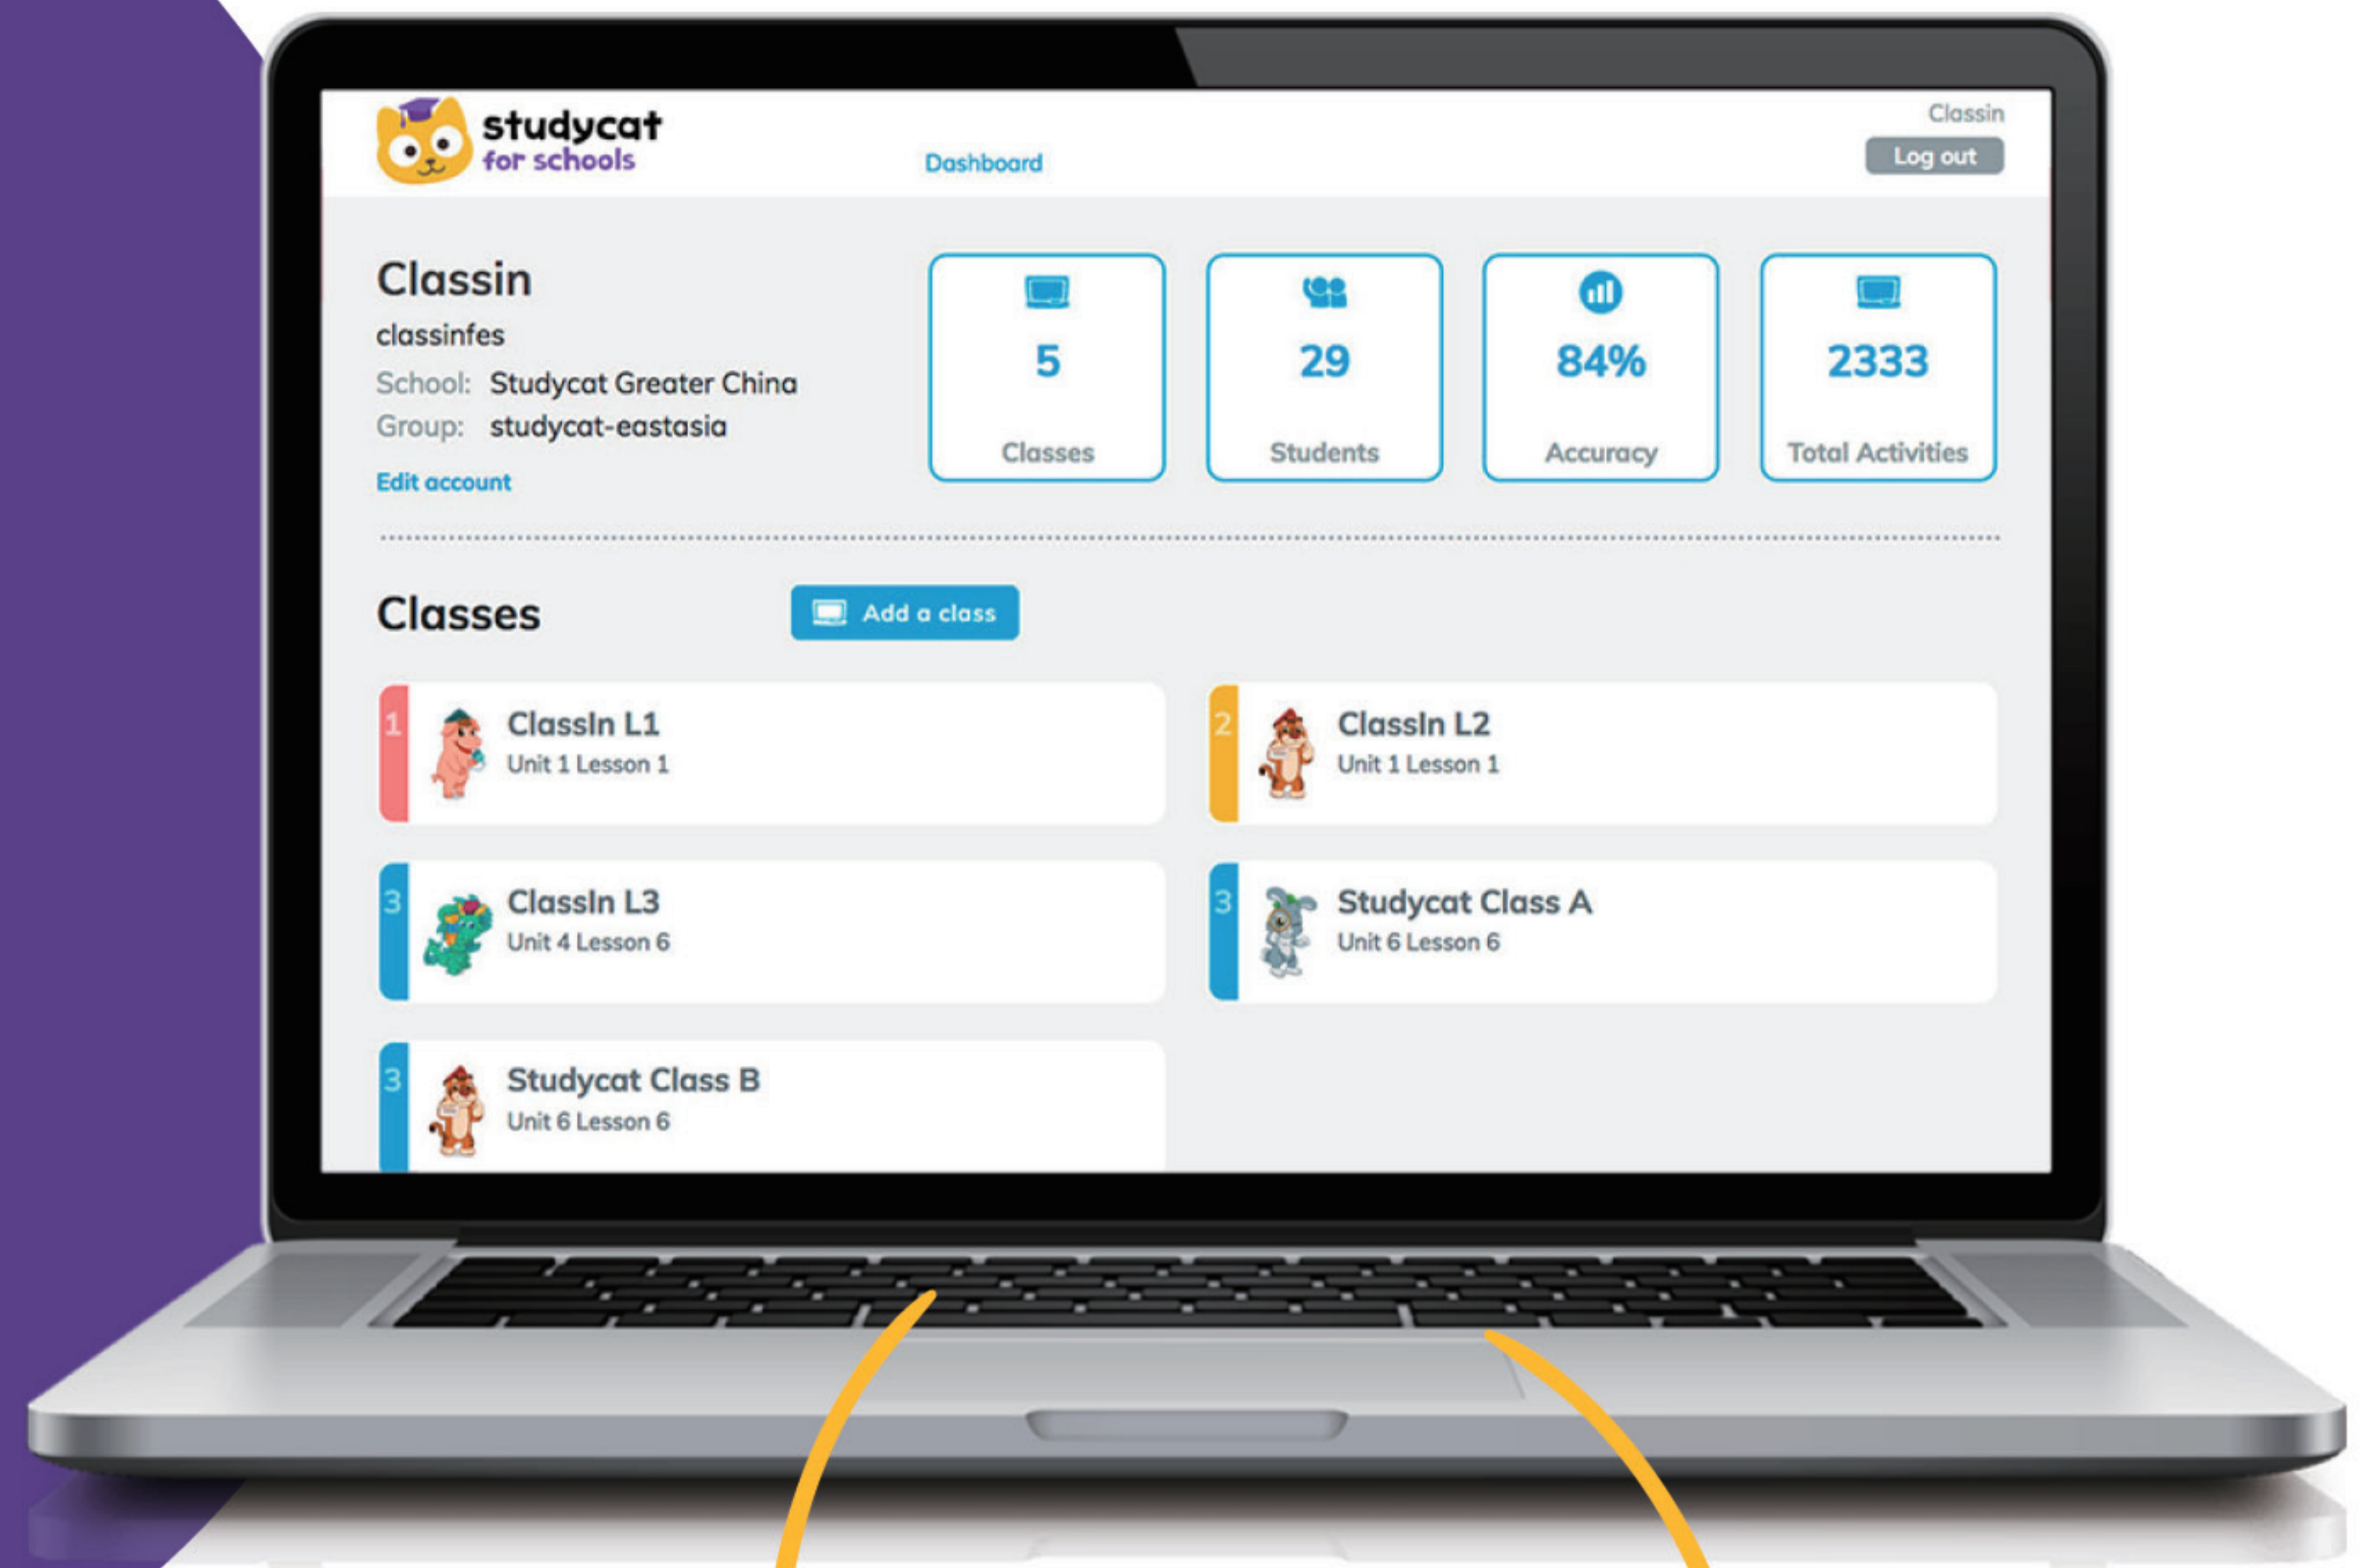 studycat
for schools
Dashboard
Classin
Log out
Classin
classinfes
School: Studycat Greater China
Group: studycat-eastasia
Edit account
5
Classes
29
Students
84%
Accuracy
2333
Total Activities
Classes
Add a class
1
ClassIn L1
Unit 1 Lesson 1
2
ClassIn L2
Unit 1 Lesson 1
3
ClassIn L3
Unit 4 Lesson 6
3
Studycat Class A
Unit 6 Lesson 6
3
Studycat Class B
Unit 6 Lesson 6